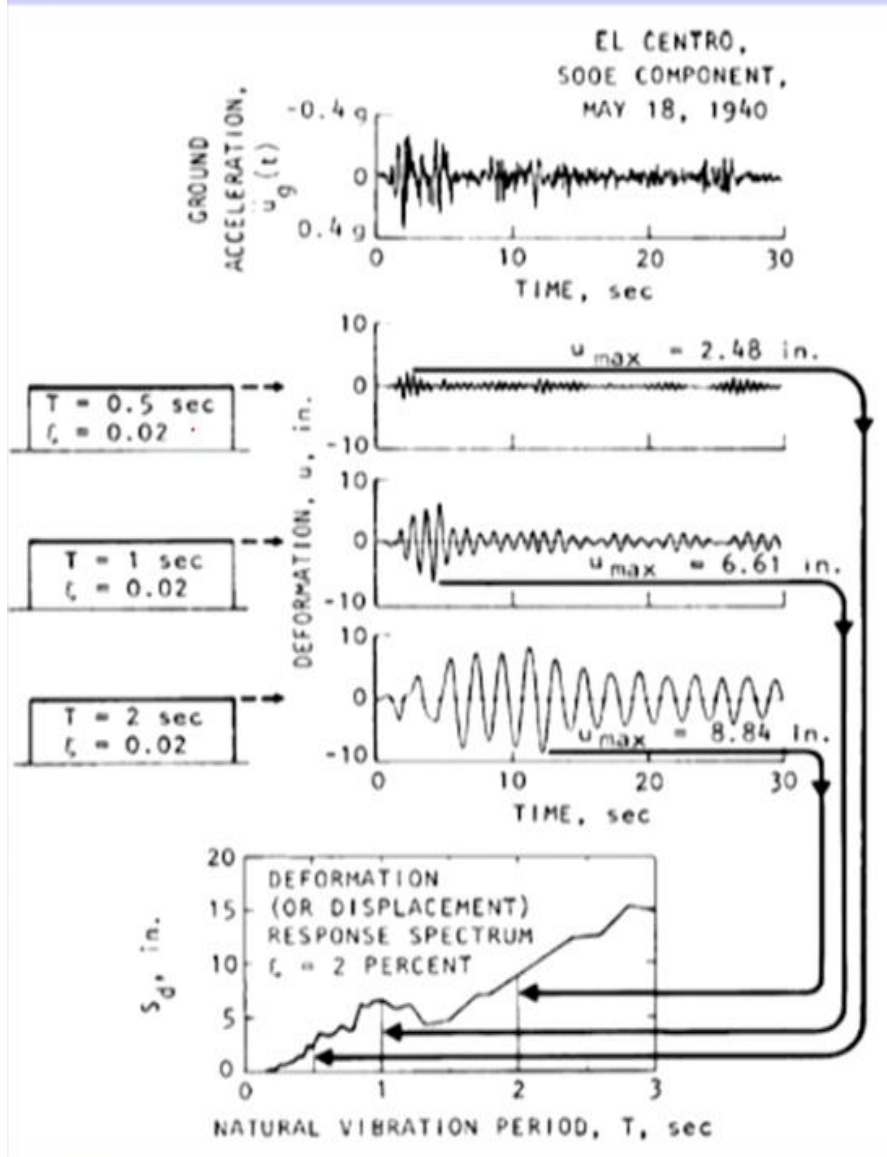 EL CENTRO,
S00E COMPONENT,
MAY 18, 1940
GROUND
ACCELERATION,
ü_g(t)
-0.4g
0
0.4g
0 10 20 30
TIME, sec
DEFORMATION, u, in.
10
0
-10
u_max = 2.48 in.
T = 0.5 sec
ξ = 0.02
10
0
-10
u_max = 6.61 in.
T = 1 sec
ξ = 0.02
10
0
-10
u_max = 8.84 in.
T = 2 sec
ξ = 0.02
0 10 20 30
TIME, sec
DEFORMATION
(OR DISPLACEMENT)
RESPONSE SPECTRUM
ξ = 2 PERCENT
S_d, in.
20
15
10
5
0
0 1 2 3
NATURAL VIBRATION PERIOD, T, sec